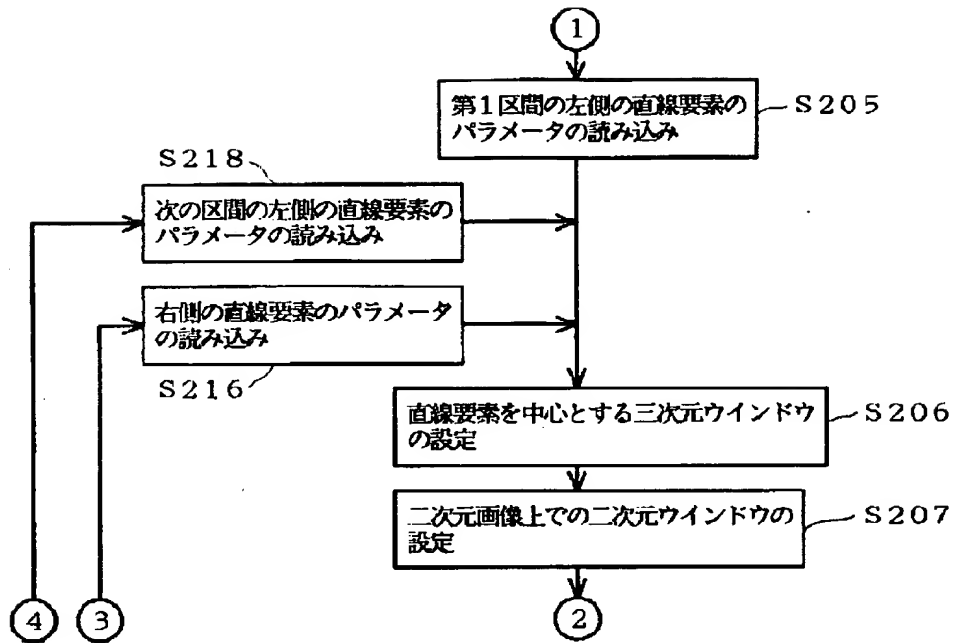 1
第1区間の左側の直線要素の
パラメータの読み込み
S205
S218
次の区間の左側の直線要素の
パラメータの読み込み
右側の直線要素のパラメータ
の読み込み
S216
直線要素を中心とする三次元ウインドウ
の設定
S206
二次元画像上での二次元ウインドウの
設定
S207
4
3
2